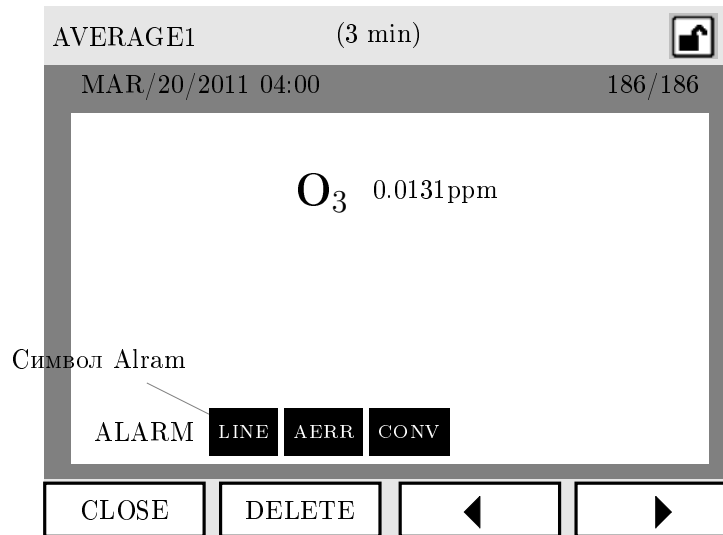 AVERAGE1 (3 min)
MAR/20/2011 04:00 186/186
O₃ 0.0131ppm
Символ Alram
ALARM LINE AERR CONV
CLOSE DELETE